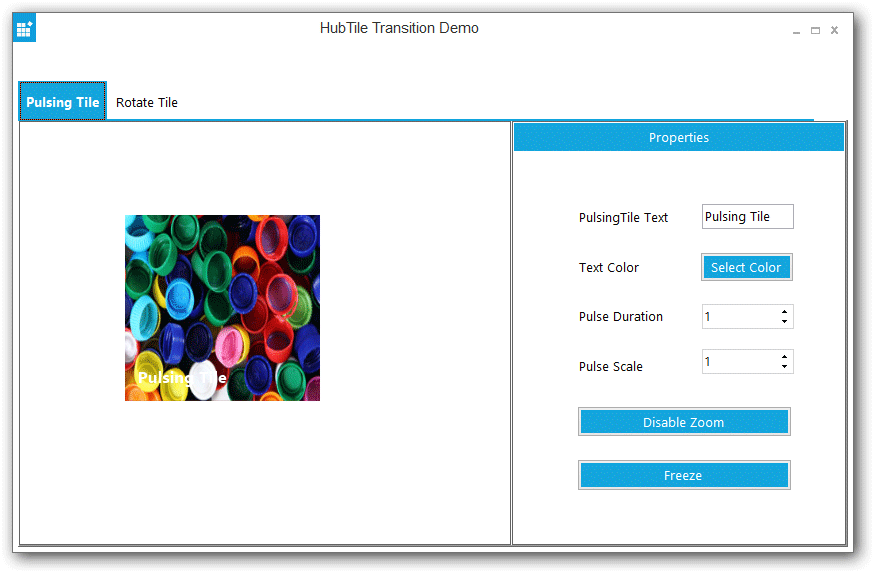 HubTile Transition Demo
Pulsing Tile
Rotate Tile
Properties
PulsingTile Text
Pulsing Tile
Text Color
Select Color
Pulse Duration
1
Pulse Scale
1
Pulsing Tile
Disable Zoom
Freeze